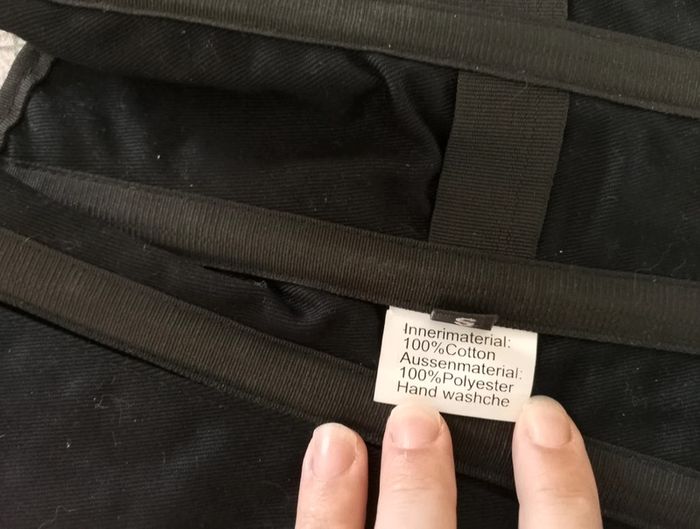 S
Innerimaterial:
100%Cotton
Aussenmaterial:
100%Polyester
Hand washche